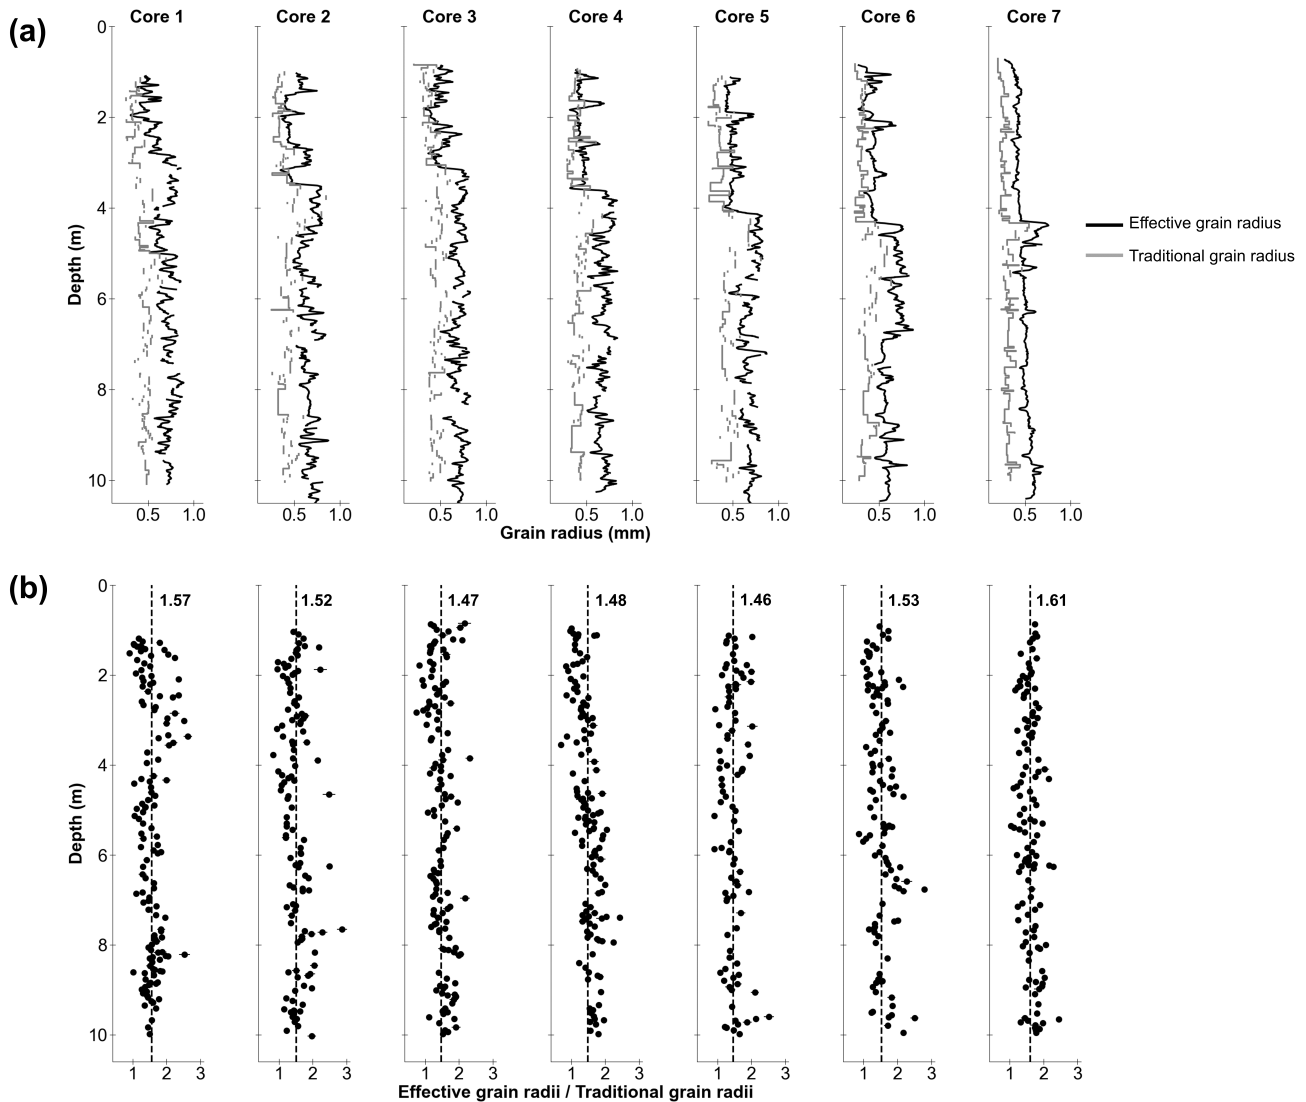 (a)
Core 1 Core 2 Core 3 Core 4 Core 5 Core 6 Core 7
0
2
4
6
8
10
Depth (m)
Effective grain radius
Traditional grain radius
0.5 1.0 0.5 1.0 0.5 1.0 0.5 1.0 0.5 1.0 0.5 1.0 0.5 1.0
Grain radius (mm)
(b)
0
1.57 1.52 1.47 1.48 1.46 1.53 1.61
2
4
6
8
10
Depth (m)
1 2 3 1 2 3 1 2 3 1 2 3 1 2 3 1 2 3 1 2 3
Effective grain radii / Traditional grain radii